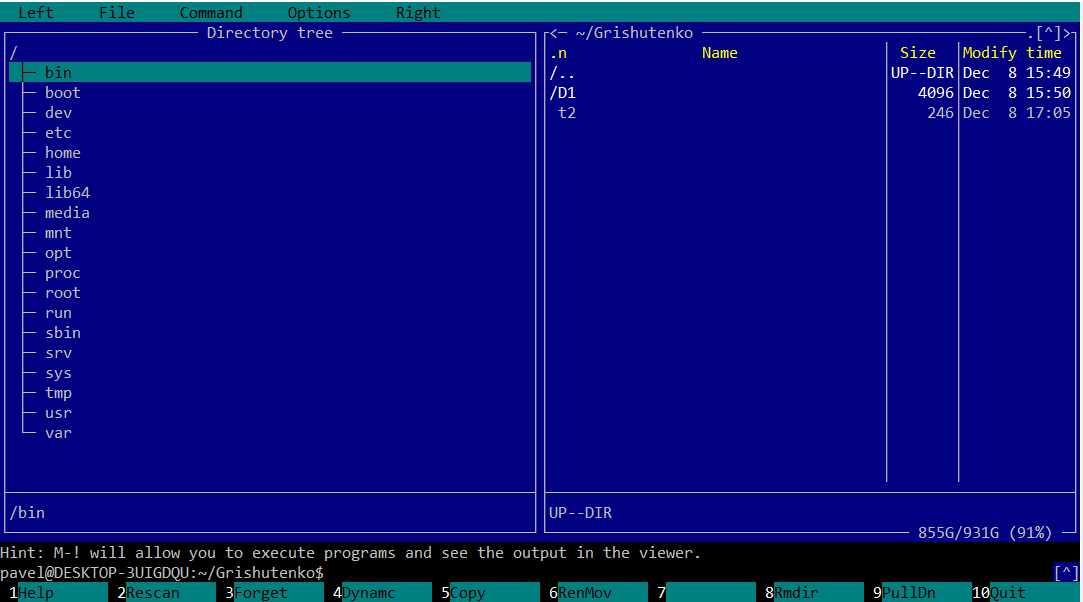 Left File Command Options Right
Directory tree
/
bin
boot
dev
etc
home
lib
lib64
media
mnt
opt
proc
root
run
sbin
srv
sys
tmp
usr
var
/bin
<─ ~/Grishutenko .[^]>
.n Name Size Modify time
/.. UP--DIR Dec 8 15:49
/D1 4096 Dec 8 15:50
t2 246 Dec 8 17:05
UP--DIR
855G/931G (91%)
Hint: M-! will allow you to execute programs and see the output in the viewer.
pavel@DESKTOP-3UIGDQU:~/Grishutenko$ [^]
1Help 2Rescan 3Forget 4Dynamc 5Copy 6RenMov 7 8Rmdir 9PullDn 10Quit